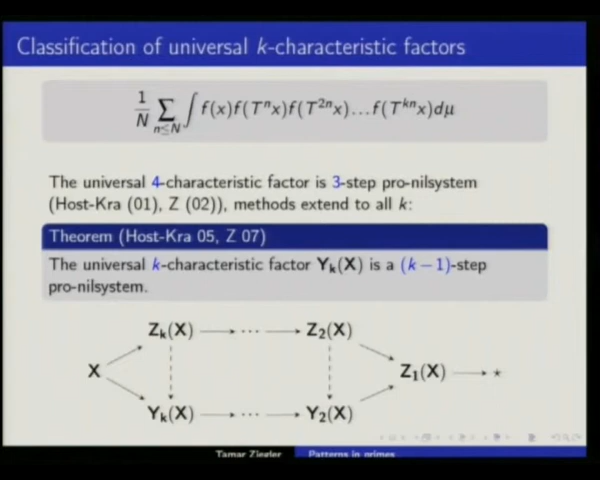 Classification of universal k-characteristic factors
1/N ∑_{n≤N} ∫ f(x)f(T^n x)f(T^{2n} x)...f(T^{kn} x)dμ
The universal 4-characteristic factor is 3-step pro-nilsystem
(Host-Kra (01), Z (02)), methods extend to all k:
Theorem (Host-Kra 05, Z 07)
The universal k-characteristic factor Y_k(X) is a (k − 1)-step
pro-nilsystem.
Z_k(X) ⟶ ··· ⟶ Z_2(X)
X Z_1(X) ⟶ ⋆
Y_k(X) ⟶ ··· ⟶ Y_2(X)
Tamar Ziegler Patterns in primes